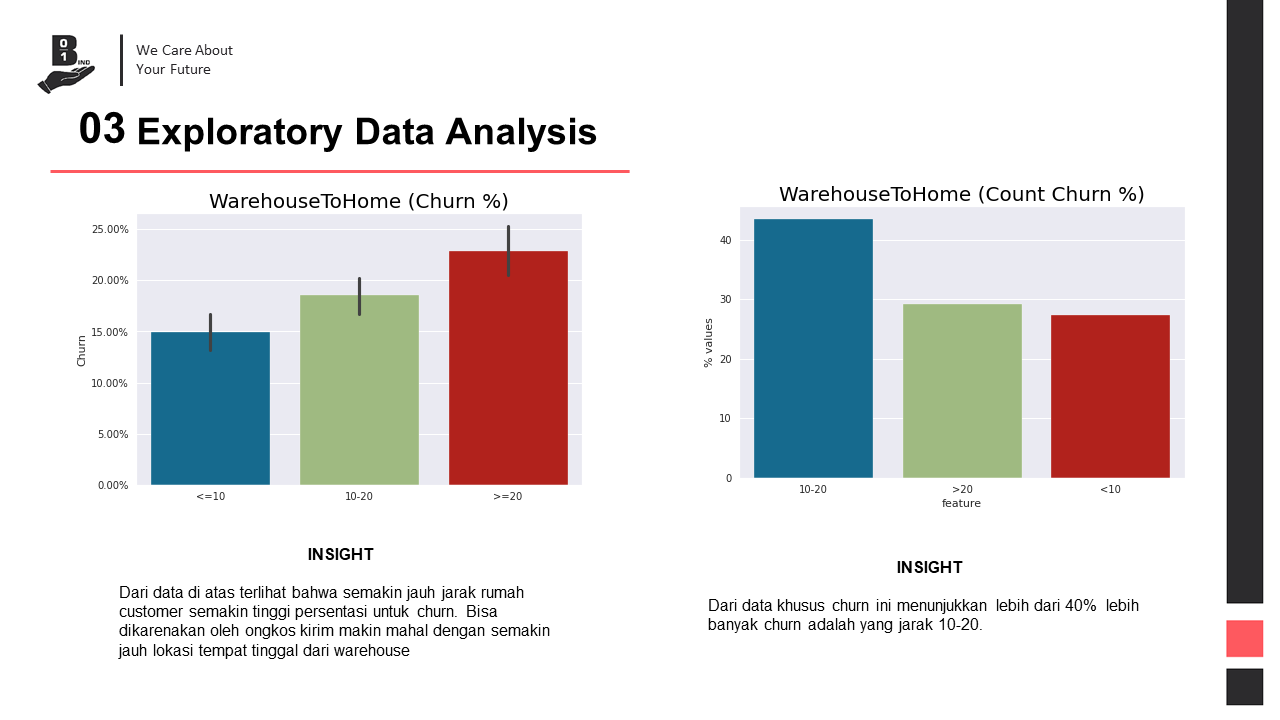 B
0
1
IND
We Care About
Your Future
03 Exploratory Data Analysis
WarehouseToHome (Churn %)
25.00%
20.00%
15.00%
10.00%
5.00%
0.00%
Churn
<=10 10-20 >=20
INSIGHT
Dari data di atas terlihat bahwa semakin jauh jarak rumah
customer semakin tinggi persentasi untuk churn. Bisa
dikarenakan oleh ongkos kirim makin mahal dengan semakin
jauh lokasi tempat tinggal dari warehouse
WarehouseToHome (Count Churn %)
40
30
20
10
0
% values
10-20 >20 <10
feature
INSIGHT
Dari data khusus churn ini menunjukkan lebih dari 40% lebih
banyak churn adalah yang jarak 10-20.